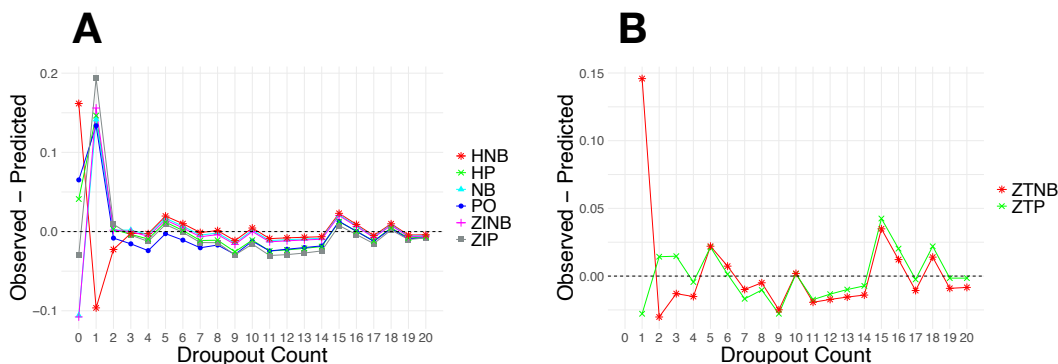 A
Observed − Predicted
0.2
0.1
0.0
−0.1
0 1 2 3 4 5 6 7 8 9 10 11 12 13 14 15 16 17 18 19 20
Droupout Count
HNB
HP
NB
PO
ZINB
ZIP
B
Observed − Predicted
0.15
0.10
0.05
0.00
0 1 2 3 4 5 6 7 8 9 10 11 12 13 14 15 16 17 18 19 20
Droupout Count
ZTNB
ZTP